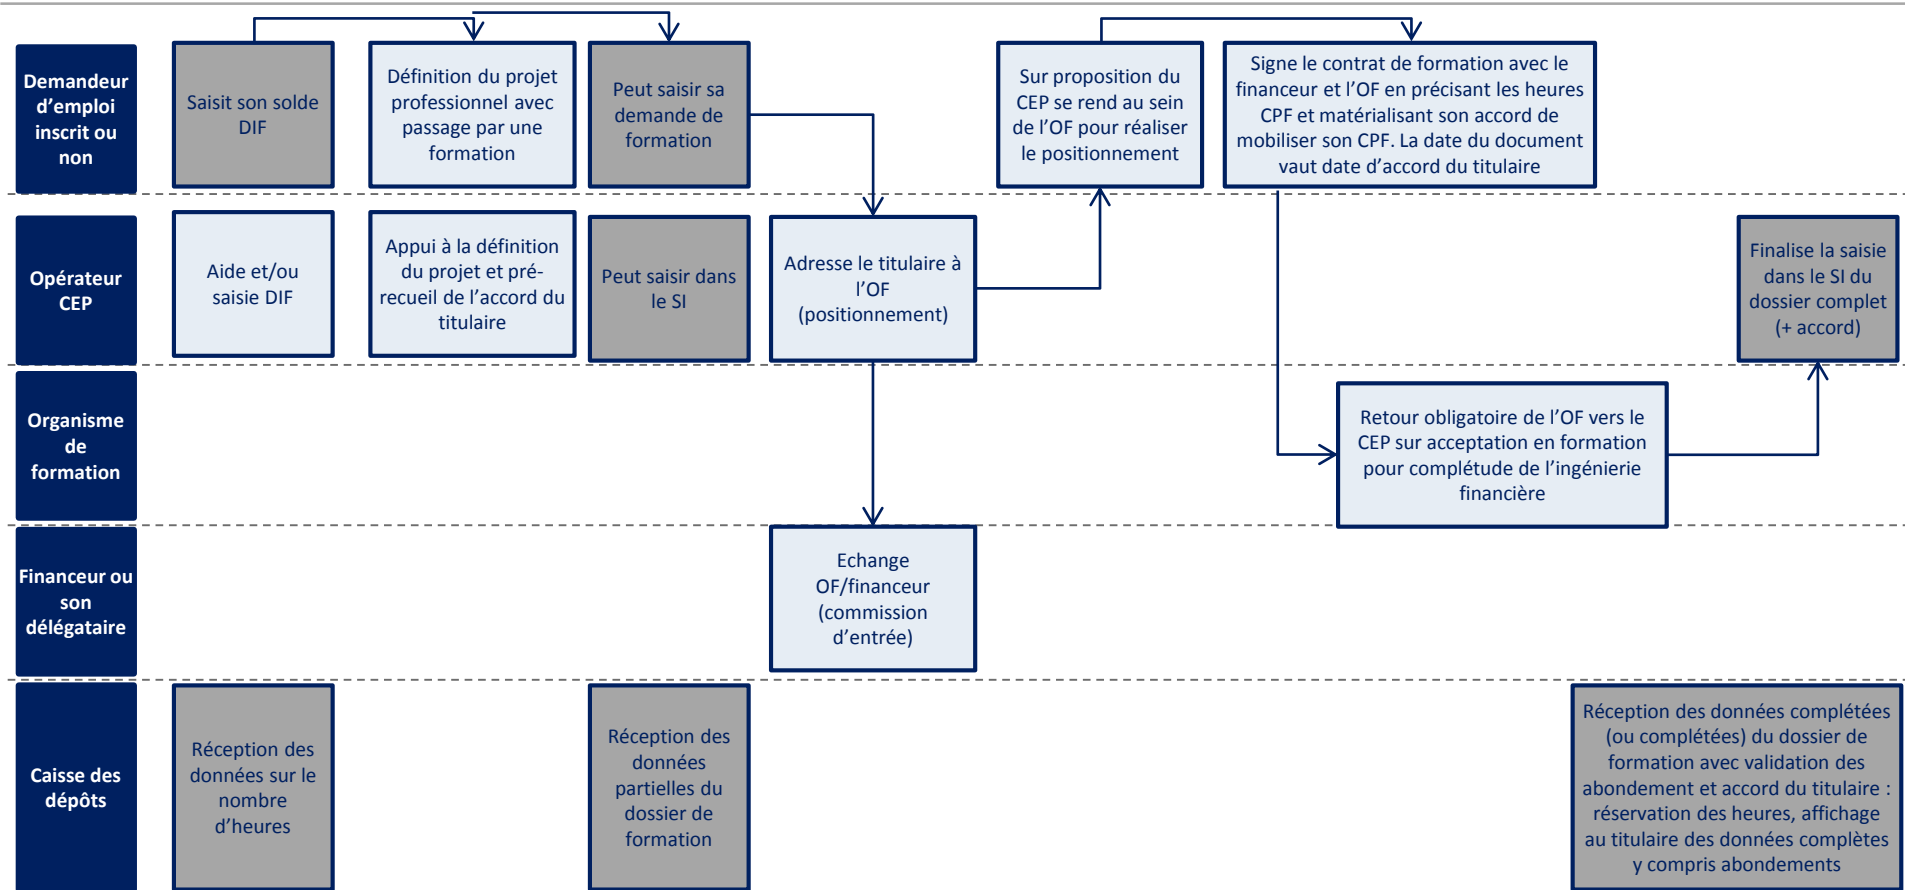 Demandeur
d’emploi
inscrit ou
non
Saisit son solde
DIF
Définition du projet
professionnel avec
passage par une
formation
Peut saisir sa
demande de
formation
Sur proposition du
CEP se rend au sein
de l’OF pour réaliser
le positionnement
Signe le contrat de formation avec le
financeur et l’OF en précisant les heures
CPF et matérialisant son accord de
mobiliser son CPF. La date du document
vaut date d’accord du titulaire
Opérateur
CEP
Aide et/ou
saisie DIF
Appui à la définition
du projet et pré-
recueil de l’accord du
titulaire
Peut saisir dans
le SI
Adresse le titulaire à
l’OF
(positionnement)
Finalise la saisie
dans le SI du
dossier complet
(+ accord)
Organisme
de
formation
Retour obligatoire de l’OF vers le
CEP sur acceptation en formation
pour complétude de l’ingénierie
financière
Financeur ou
son
délégataire
Echange
OF/financeur
(commission
d’entrée)
Caisse des
dépôts
Réception des
données sur le
nombre
d’heures
Réception des
données
partielles du
dossier de
formation
Réception des données complétées
(ou complétées) du dossier de
formation avec validation des
abondement et accord du titulaire :
réservation des heures, affichage
au titulaire des données complètes
y compris abondements